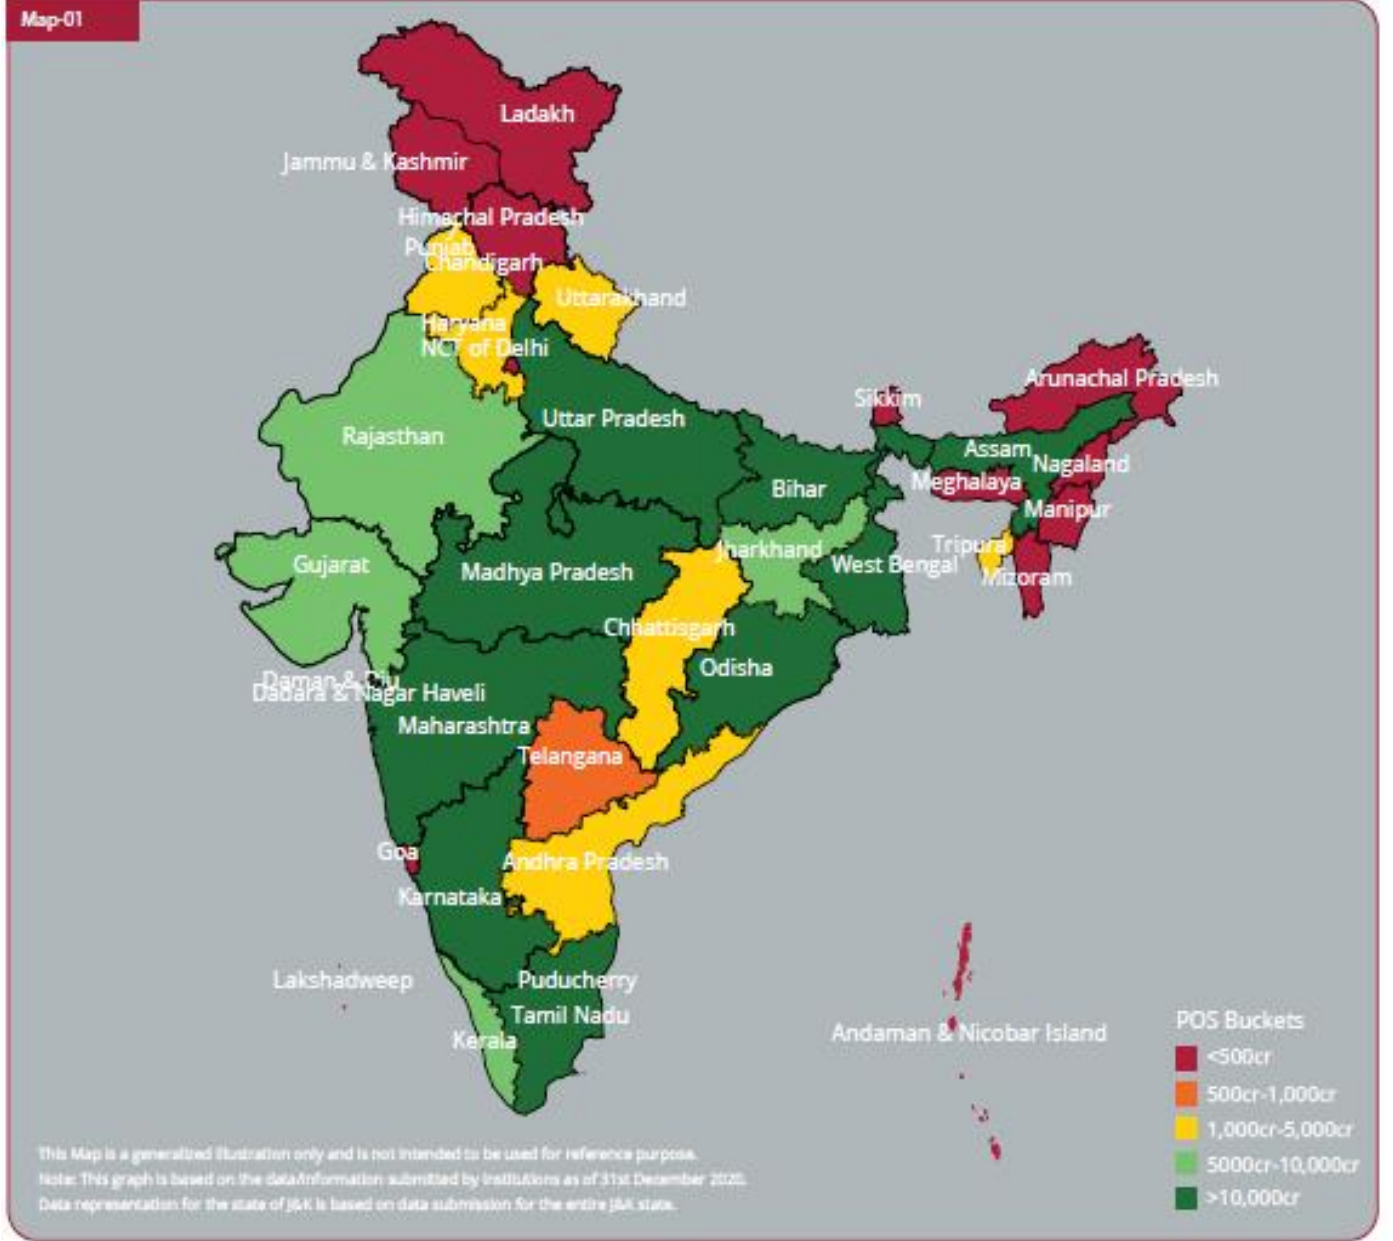 Map-01
Ladakh
Jammu & Kashmir
Himachal Pradesh
Punjab
Chandigarh
Uttarakhand
Haryana
NCT of Delhi
Arunachal Pradesh
Sikkim
Uttar Pradesh
Rajasthan
Assam
Nagaland
Meghalaya
Bihar
Manipur
Tripura
Jharkhand
West Bengal
Gujarat
Madhya Pradesh
Mizoram
Chhattisgarh
Odisha
Daman & Diu
Dadara & Nagar Haveli
Maharashtra
Telangana
Goa
Andhra Pradesh
Karnataka
Lakshadweep
Puducherry
Tamil Nadu
Kerala
Andaman & Nicobar Island
POS Buckets
<500cr
500cr-1,000cr
1,000cr-5,000cr
5000cr-10,000cr
>10,000cr
This Map is a generalized illustration only and is not intended to be used for reference purpose.
Note: This graph is based on the data/information submitted by institutions as of 31st December 2020.
Data representation for the state of J&K is based on data submission for the entire J&K state.